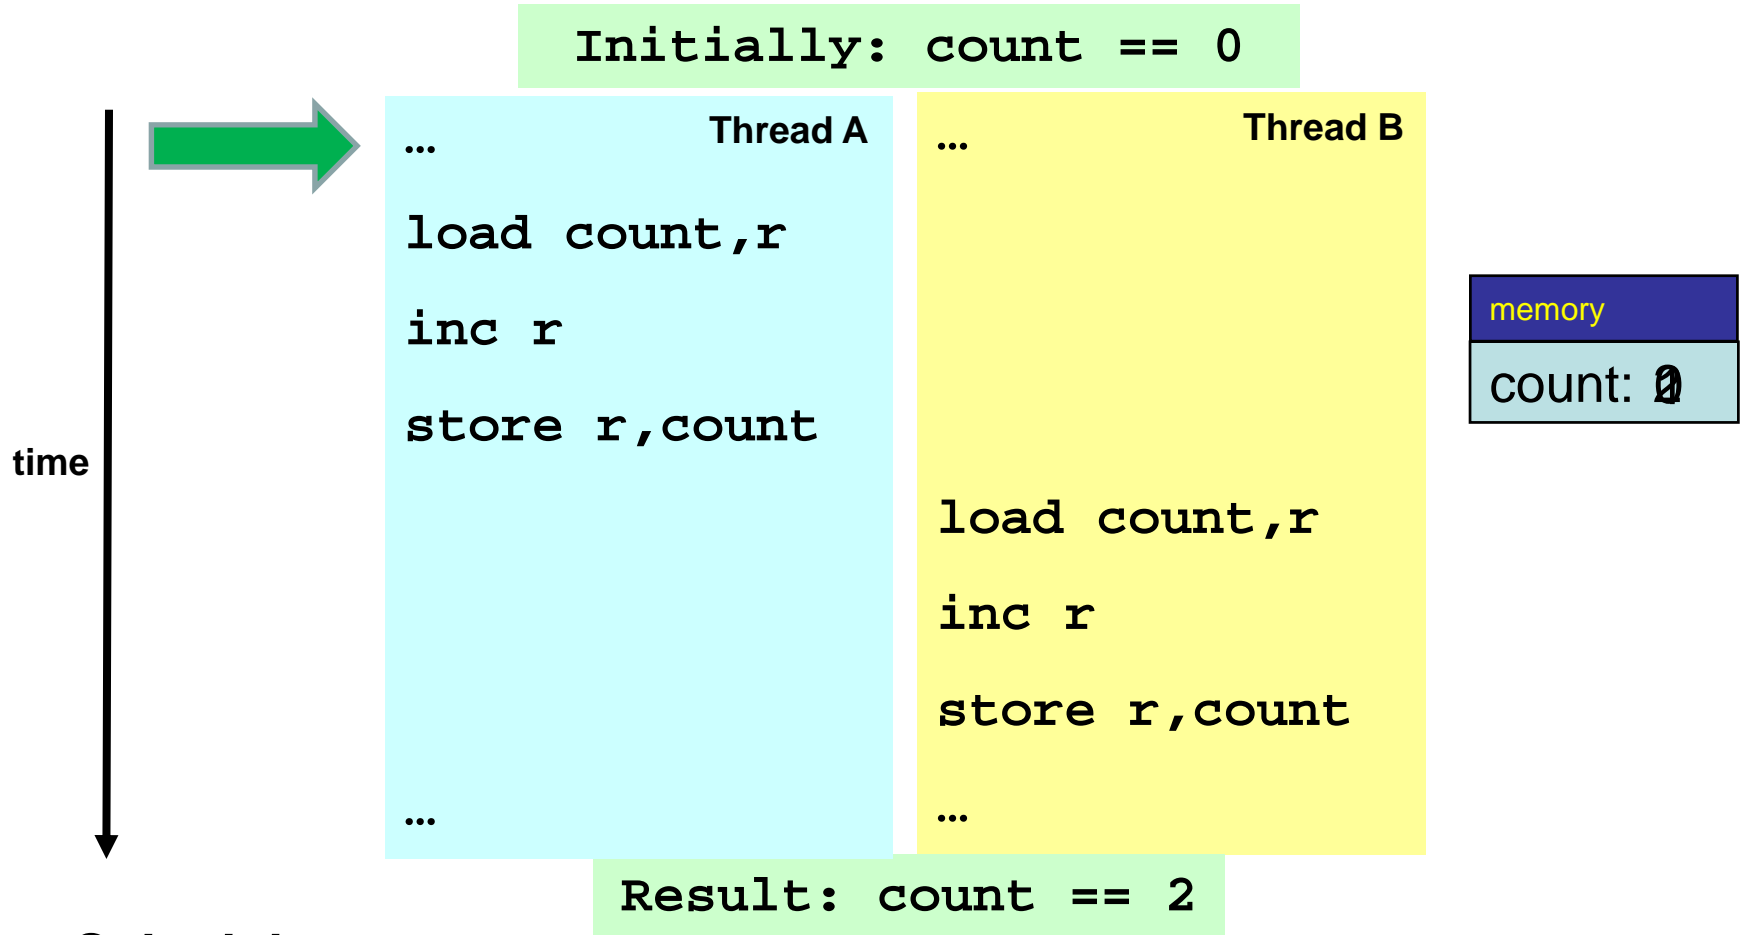 Initially: count == 0
… Thread A
load count,r
inc r
store r,count
…
… Thread B
load count,r
inc r
store r,count
…
time
memory
count:
Result: count == 2